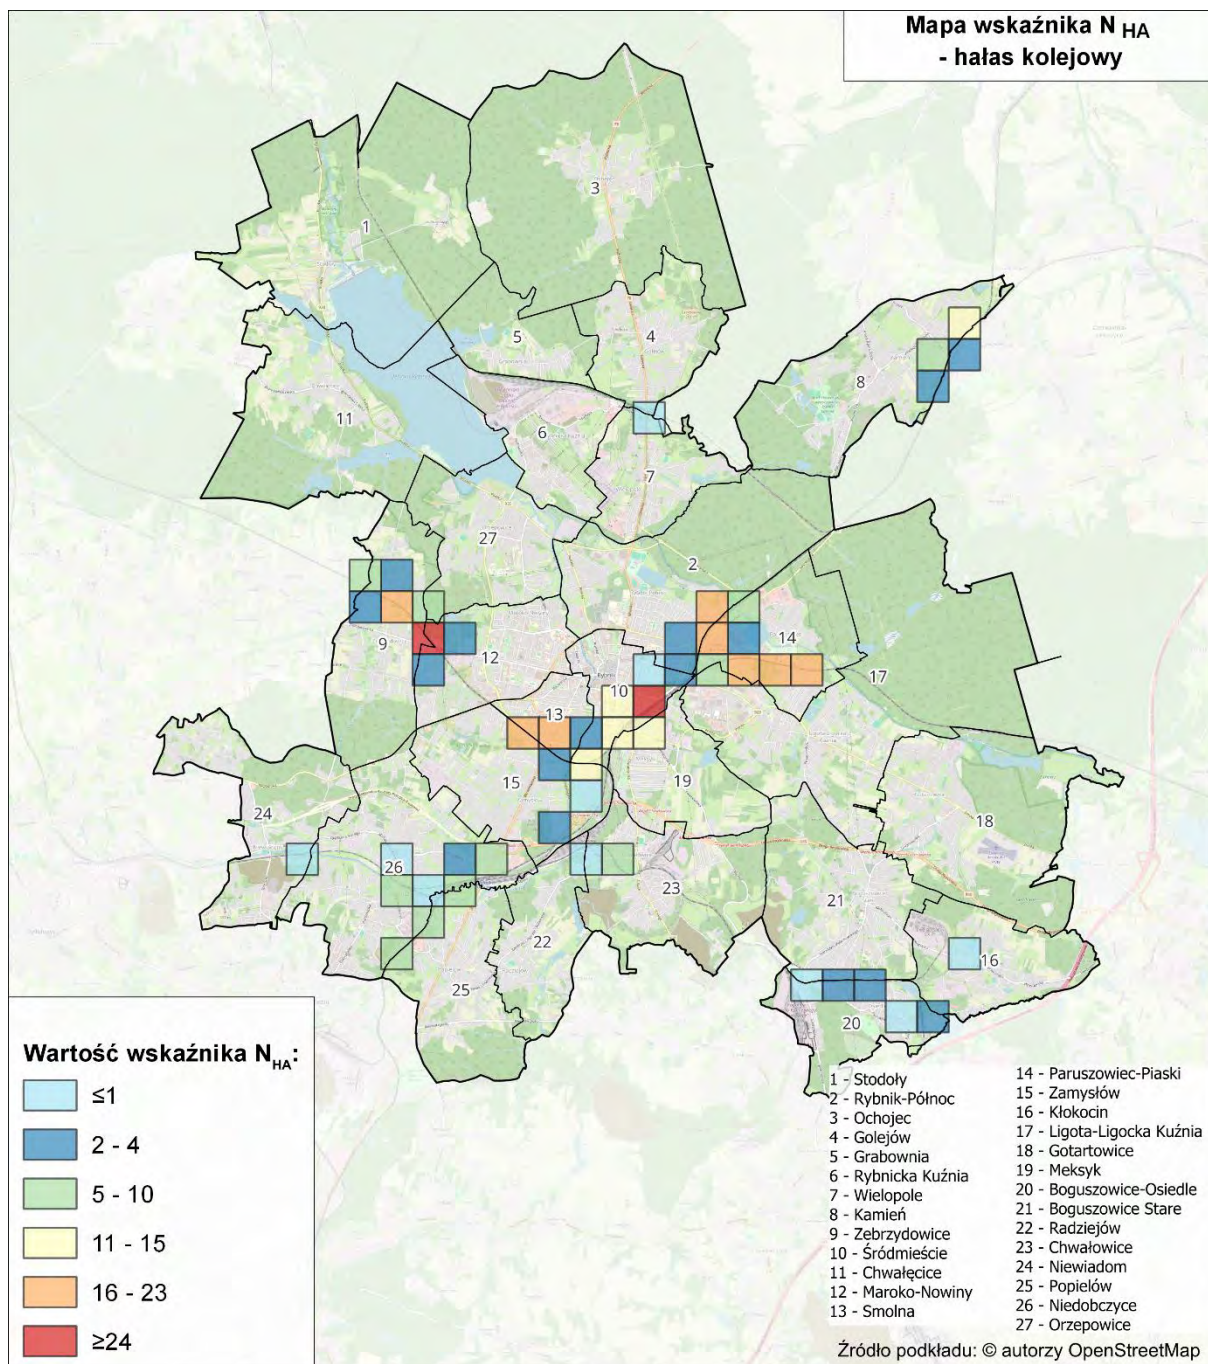 Mapa wskaźnika N HA
- hałas kolejowy
3
1
5
4
8
11
6
7
27
2
9
12
14
10
17
13
15
19
24
18
26
23
21
22
16
25
20
Wartość wskaźnika NHA:
≤1
2 - 4
5 - 10
11 - 15
16 - 23
≥24
1 - Stodoły
2 - Rybnik-Północ
3 - Ochojec
4 - Golejów
5 - Grabownia
6 - Rybnicka Kuźnia
7 - Wielopole
8 - Kamień
9 - Zebrzydowice
10 - Śródmieście
11 - Chwałęcice
12 - Maroko-Nowiny
13 - Smolna
14 - Paruszowiec-Piaski
15 - Zamysłów
16 - Kłokocin
17 - Ligota-Ligocka Kuźnia
18 - Gotartowice
19 - Meksyk
20 - Boguszowice-Osiedle
21 - Boguszowice Stare
22 - Radziejów
23 - Chwałowice
24 - Niewiadom
25 - Popielów
26 - Niedobczyce
27 - Orzepowice
Źródło podkładu: © autorzy OpenStreetMap